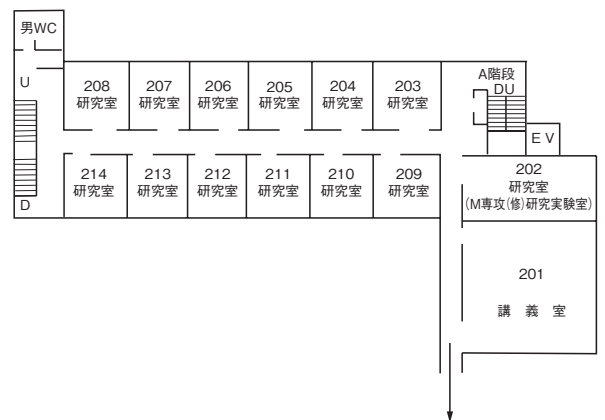 男WC
U
208
研究室
207
研究室
206
研究室
205
研究室
204
研究室
203
研究室
A階段
DU
EV
D
214
研究室
213
研究室
212
研究室
211
研究室
210
研究室
209
研究室
202
研究室
(M専攻(修)研究実験室)
201
講 義 室